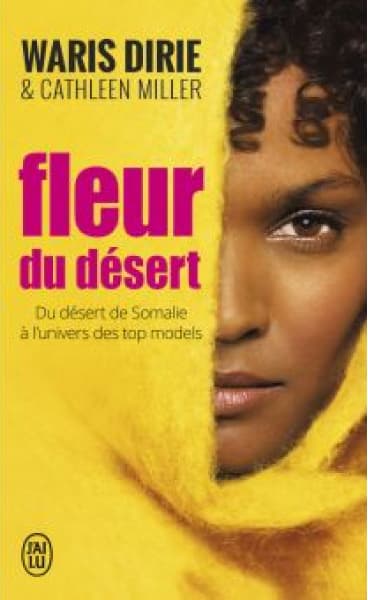 WARIS DIRIE
& CATHLEEN MILLER
fleur
du désert
Du désert de Somalie
à l'univers des top models
J'AI
LU